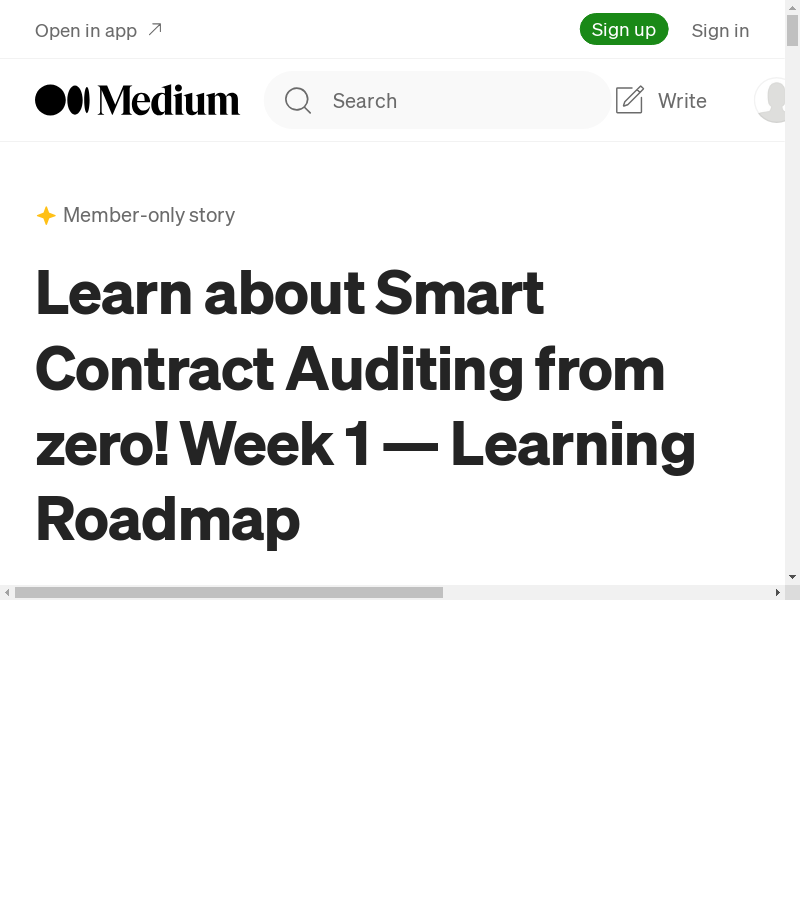 Open in app
Sign up
Sign in
Medium
Search
Write
Member-only story
Learn about Smart
Contract Auditing from
zero! Week 1 — Learning
Roadmap